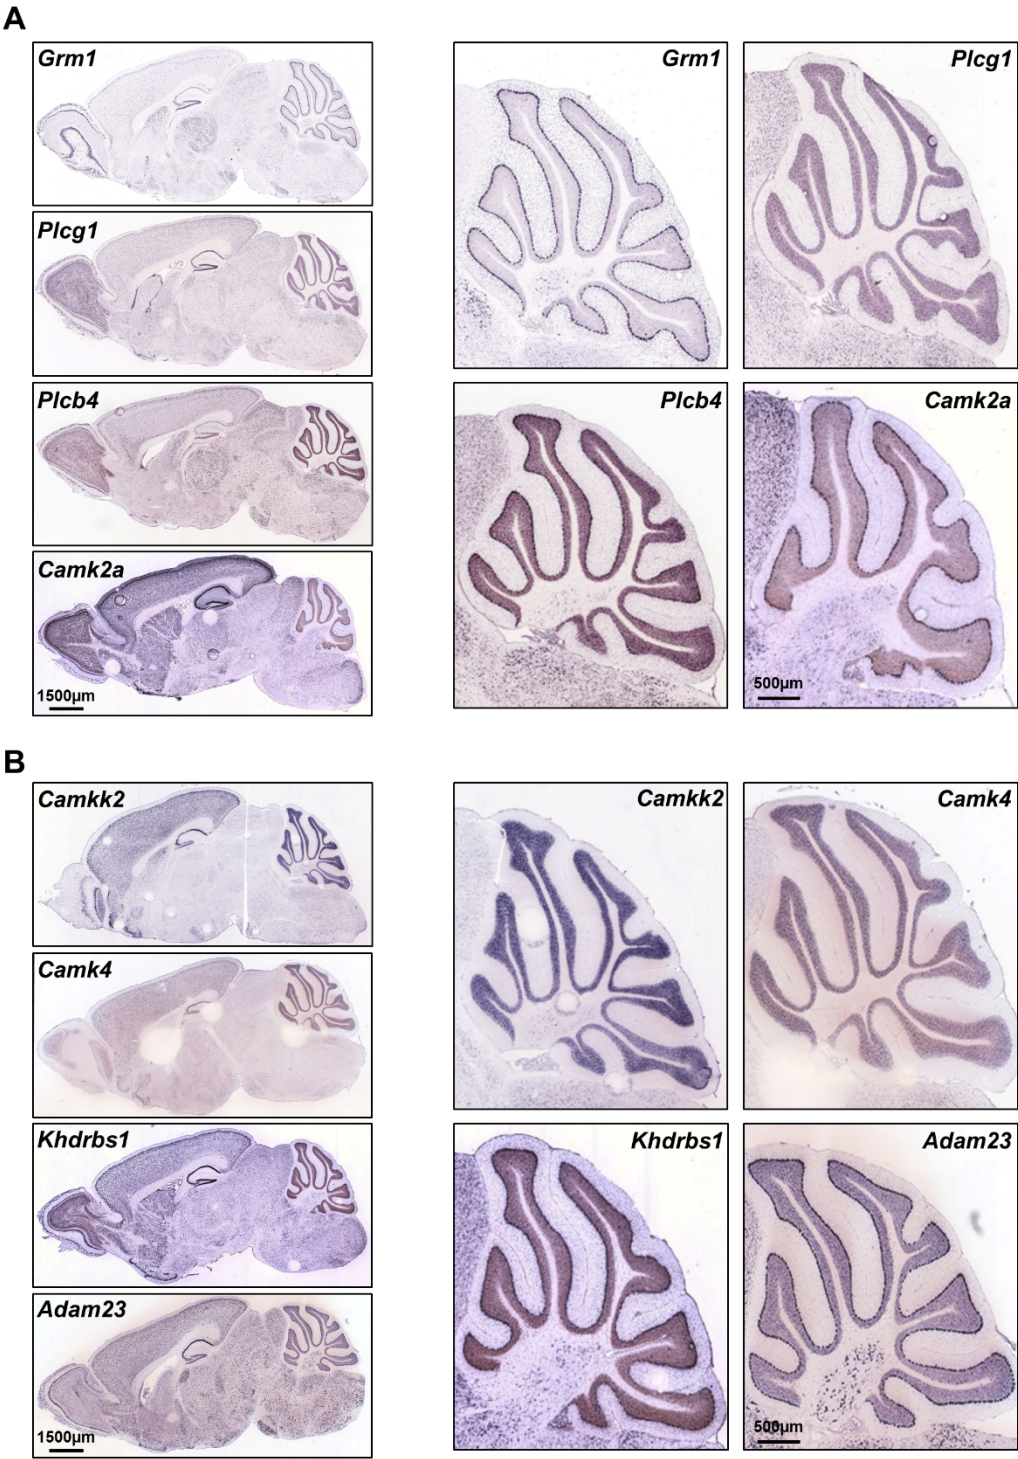 A
Grm1
Plcg1
Plcb4
Camk2a
1500μm
Grm1
Plcg1
Plcb4
Camk2a
500μm
B
Camkk2
Camk4
Khdrbs1
Adam23
1500μm
Camkk2
Camk4
Khdrbs1
Adam23
500μm